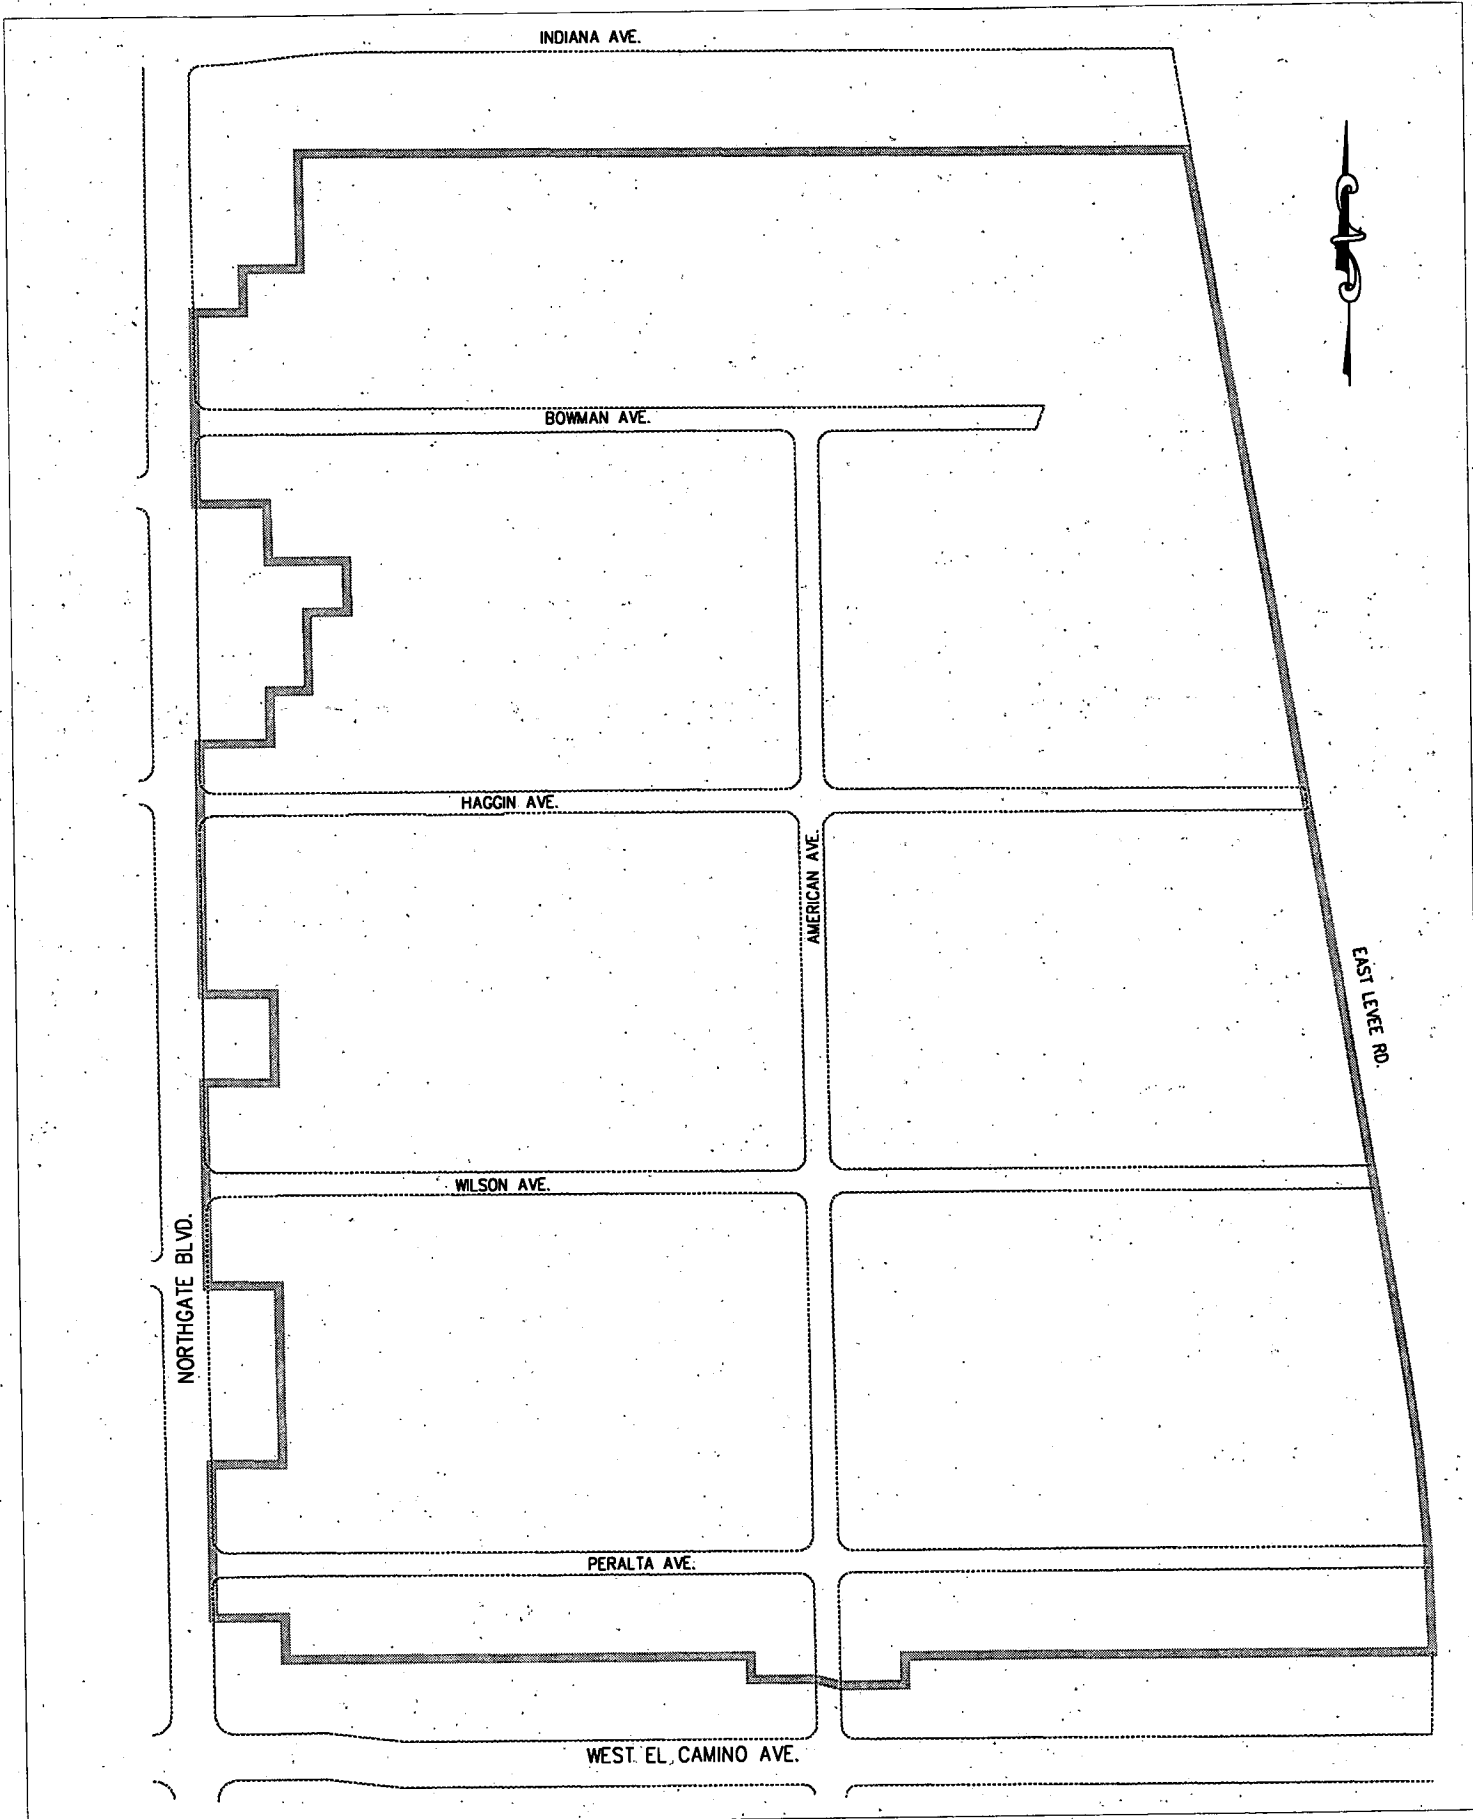 INDIANA AVE.
BOWMAN AVE.
HAGGIN AVE.
AMERICAN AVE.
EAST LEVEE RD.
WILSON AVE.
NORTHGATE BLVD.
PERALTA AVE.
WEST EL CAMINO AVE.